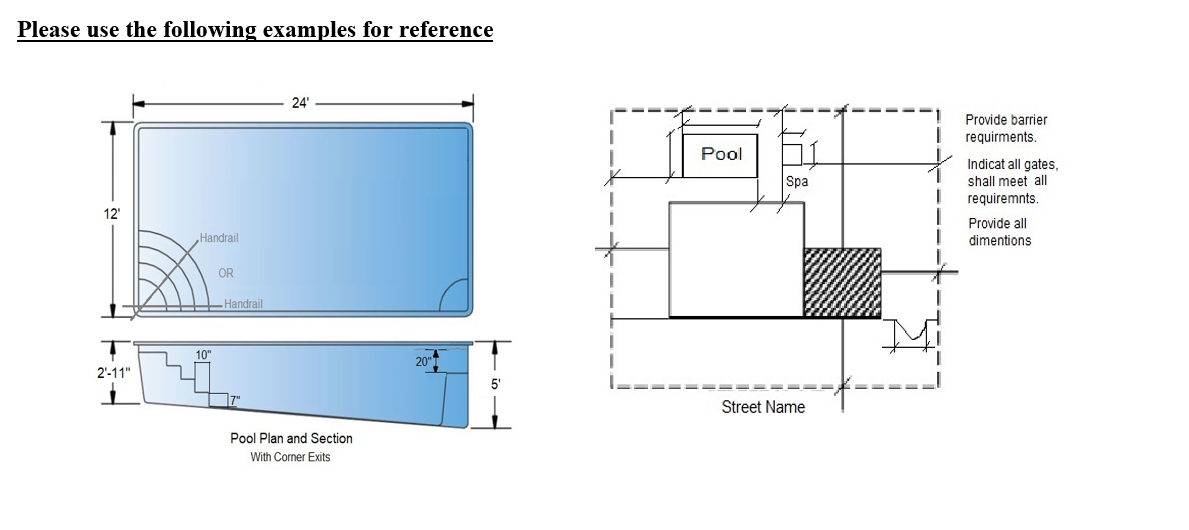 Please use the following examples for reference
24'
12'
Handrail
OR
Handrail
2'-11"
10"
7"
20"
5'
Pool Plan and Section
With Corner Exits
Pool
Spa
Street Name
Provide barrier
requirments.
Indicat all gates,
shall meet all
requiremnts.
Provide all
dimentions